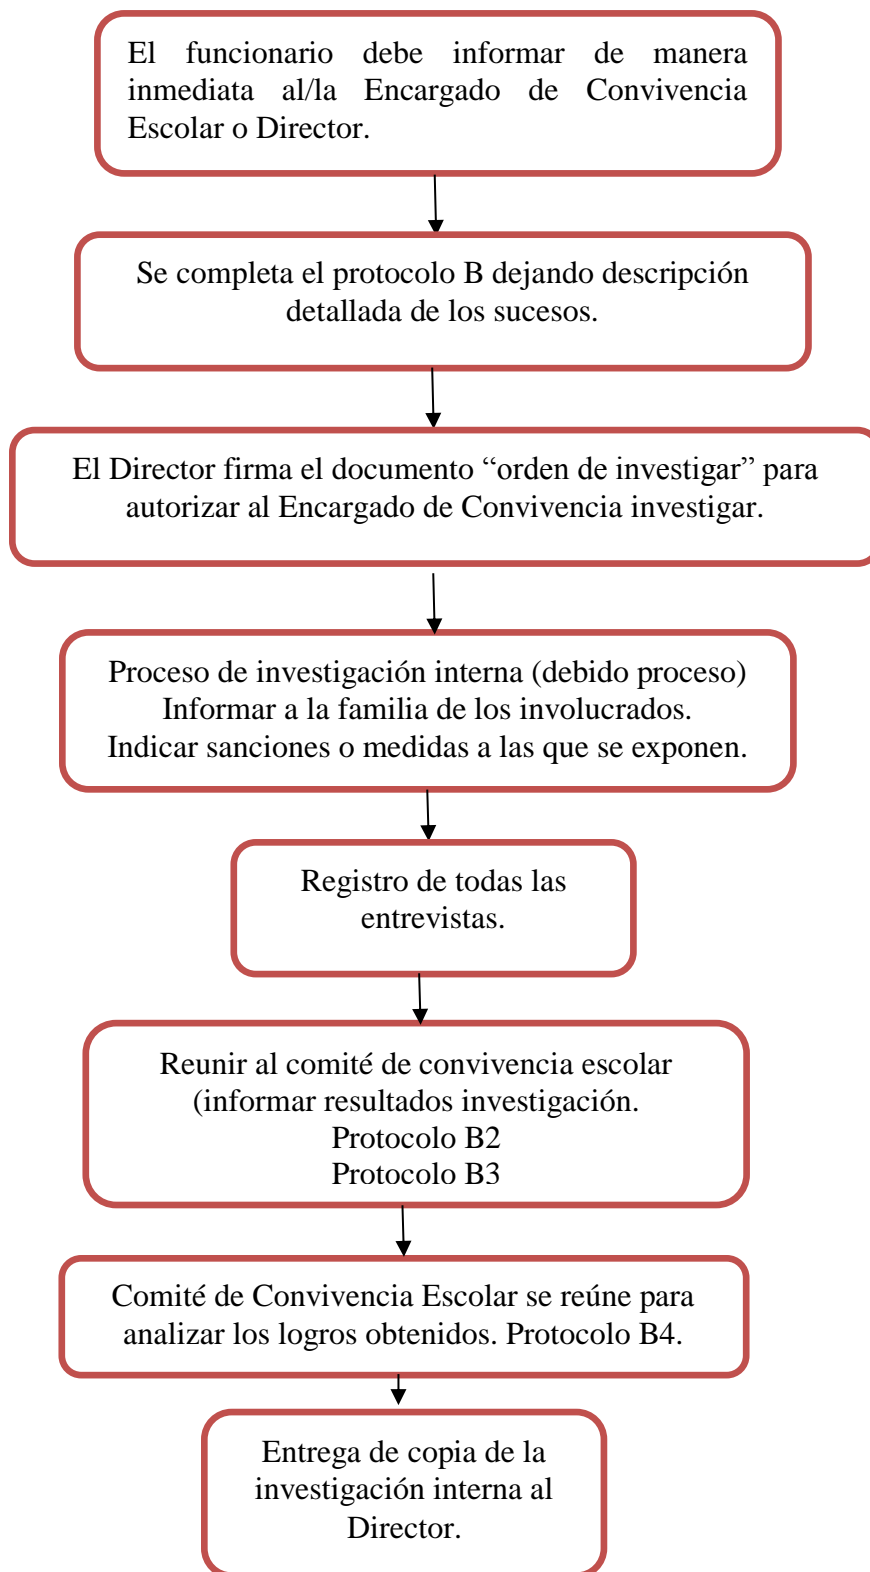 El funcionario debe informar de manera
inmediata al/la Encargado de Convivencia
Escolar o Director.
Se completa el protocolo B dejando descripción
detallada de los sucesos.
El Director firma el documento “orden de investigar” para
autorizar al Encargado de Convivencia investigar.
Proceso de investigación interna (debido proceso)
Informar a la familia de los involucrados.
Indicar sanciones o medidas a las que se exponen.
Registro de todas las
entrevistas.
Reunir al comité de convivencia escolar
(informar resultados investigación.
Protocolo B2
Protocolo B3
Comité de Convivencia Escolar se reúne para
analizar los logros obtenidos. Protocolo B4.
Entrega de copia de la
investigación interna al
Director.